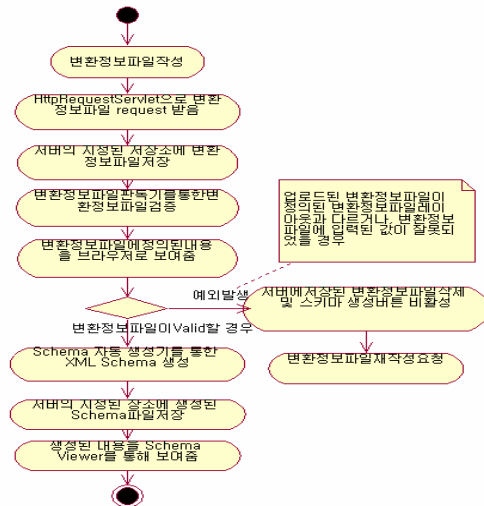 변환정보파일작성
HttpRequestServlet으로 변환
정보파일 request 받음
서버의 지정된 저장소에 변환
정보파일저장
변환정보파일판독기를통한변
환정보파일검증
변환정보파일에정의된내용
을 브라우저로 보여줌
업로드된 변환정보파일이
정의된 변환정보파일레이
아웃과 다르거나, 변환정보
파일에 입력된 값이 잘못되
었을 경우
예외발생
서버에저장된 변환정보파일삭제
및 스키마 생성버튼 비활성
변환정보파일이Valid할 경우
변환정보파일재작성요청
Schema 자동 생성기를 통한
XML Schema 생성
서버의 지정된 장소에 생성된
Schema파일저장
생성된 내용을 Schema
Viewer를 통해 보여줌